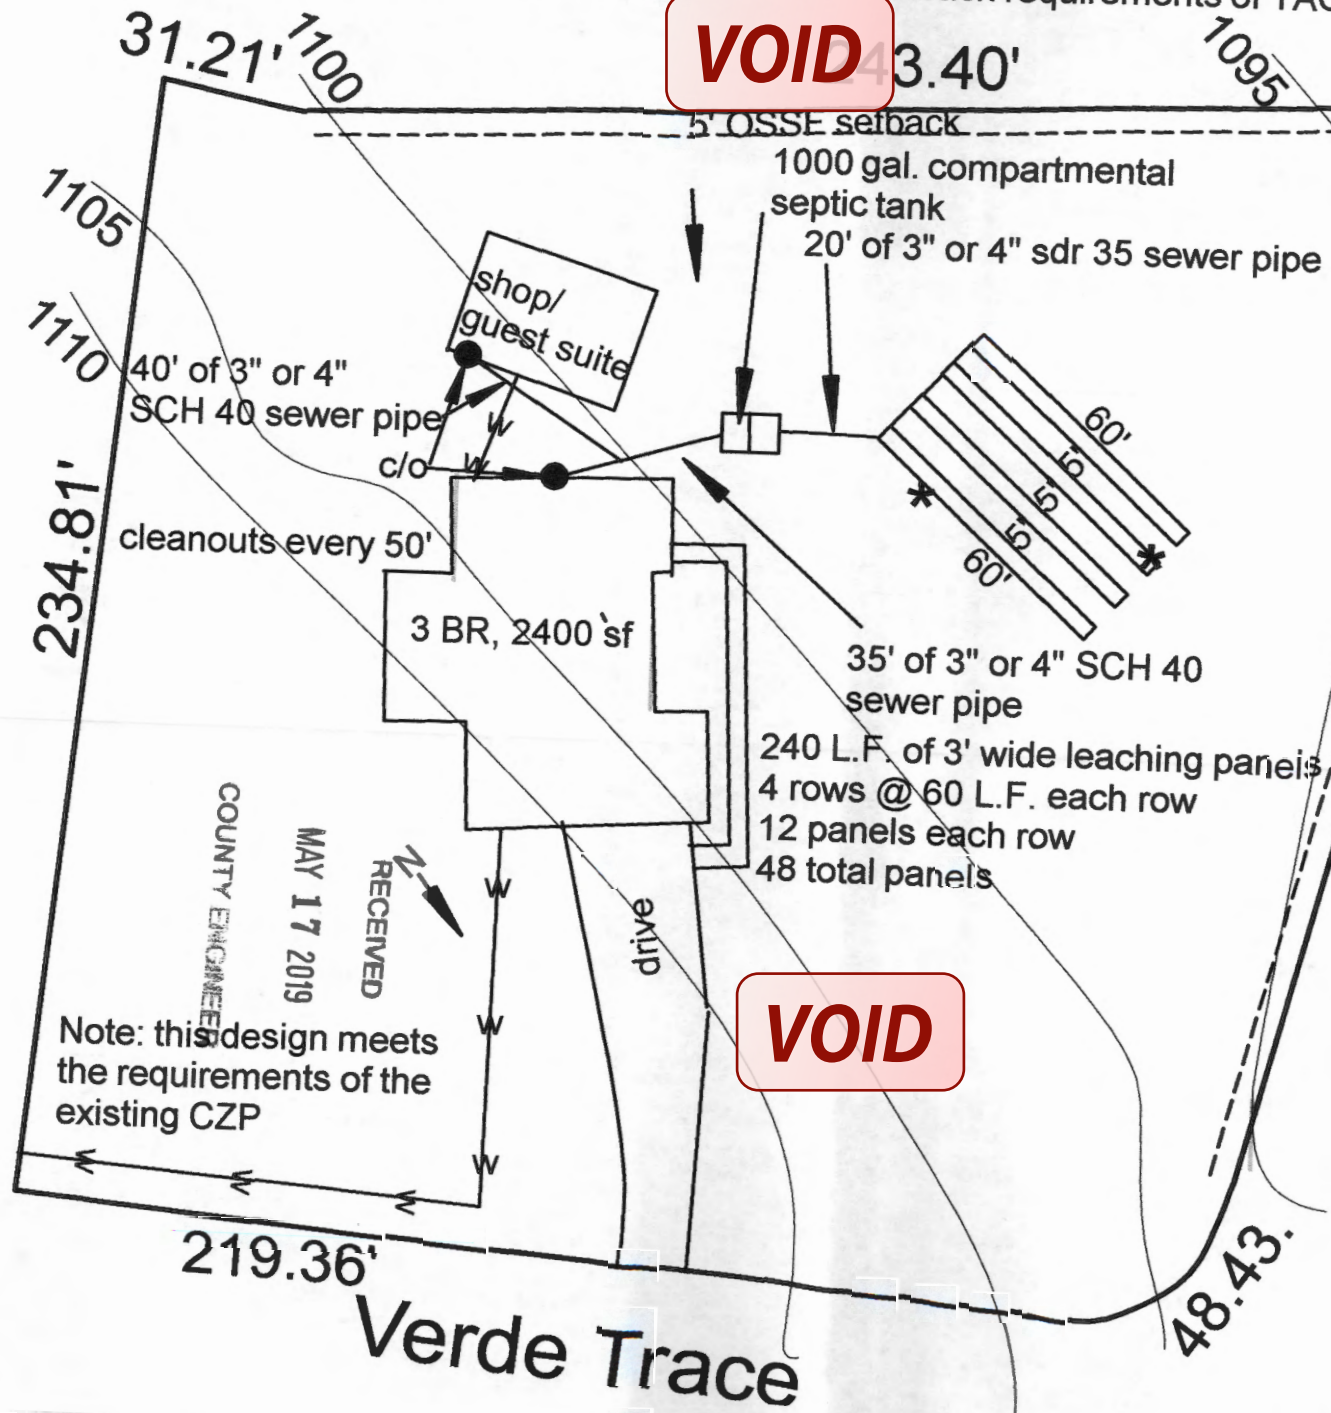 requirements of TAC
31.21'
1100
VOID
43.40'
1095
5' OSSF setback
1000 gal. compartmental
septic tank
20' of 3" or 4" sdr 35 sewer pipe
1105
1110
shop/
guest suite
40' of 3" or 4"
SCH 40 sewer pipe
W
W
c/o
cleanouts every 50'
60'
5'
5'
5'
60'
*
*
234.81'
3 BR, 2400 sf
35' of 3" or 4" SCH 40
sewer pipe
240 L.F. of 3' wide leaching panels
4 rows @ 60 L.F. each row
12 panels each row
48 total panels
RECEIVED
MAY 17 2019
COUNTY ENGINEER
N
W
W
W
W
W
W
drive
VOID
Note: this design meets
the requirements of the
existing CZP
219.36'
48.43.
Verde Trace